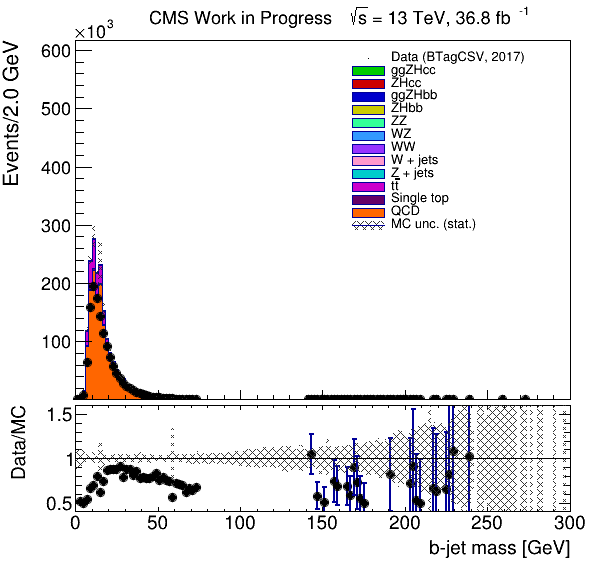 CMS Work in Progress √s = 13 TeV, 36.8 fb⁻¹
×10³
Events/2.0 GeV
600
500
400
300
200
100
Data (BTagCSV, 2017)
ggZHcc
ZHcc
ggZHbb
ZHbb
ZZ
WZ
WW
W + jets
Z + jets
tt̅
Single top
QCD
MC unc. (stat.)
Data/MC
1.5
1
0.5
0 50 100 150 200 250 300
b-jet mass [GeV]